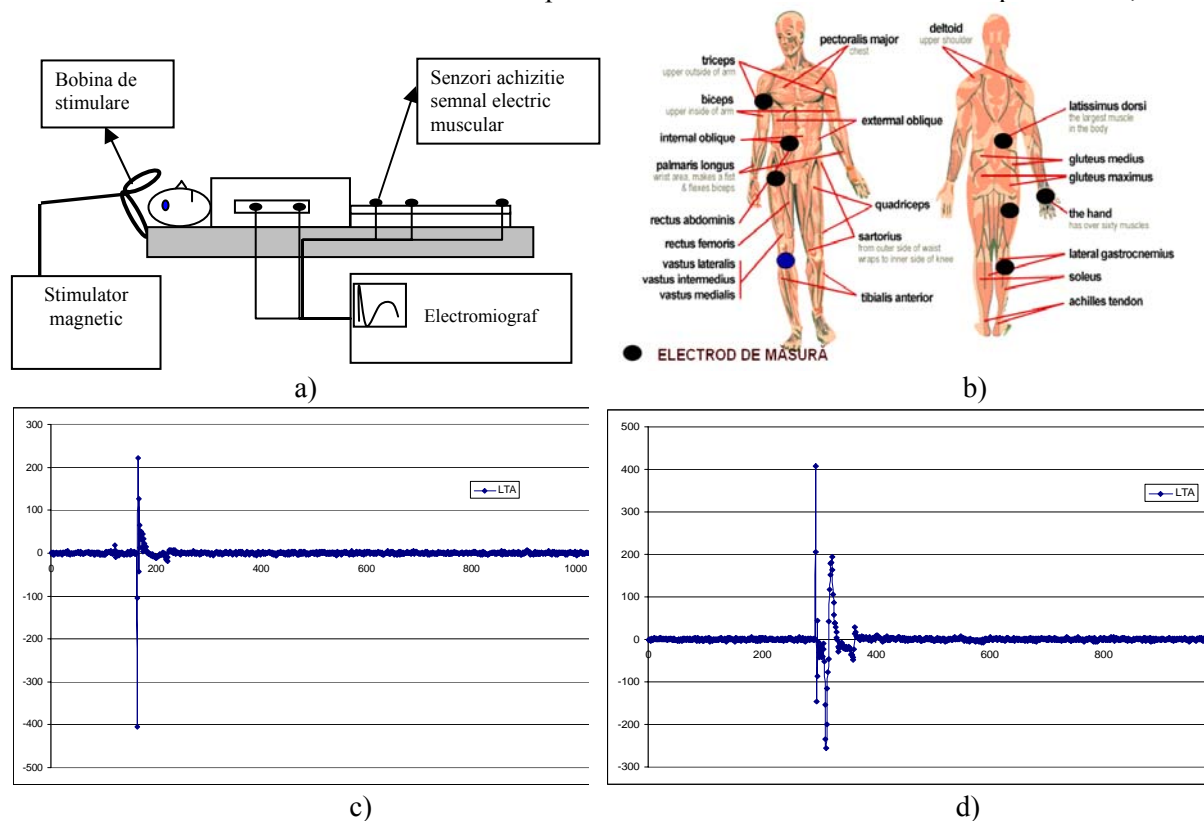 Bobina de
stimulare
Senzori achizitie
semnal electric
muscular
Stimulator
magnetic
Electromiograf
a)
triceps
upper outside of arm
pectoralis major
chest
deltoid
upper shoulder
biceps
upper inside of arm
latissimus dorsi
the largest muscle
in the body
extermal oblique
internal oblique
palmaris longus
wrist area, makes a fist
& flexes biceps
gluteus medius
gluteus maximus
quadriceps
the hand
has over sixty muscles
rectus abdominis
rectus femoris
sartorius
from outer side of waist
wraps to inner side of knee
lateral gastrocnemius
soleus
vastus lateralis
vastus intermedius
vastus medialis
tibialis anterior
achilles tendon
ELECTROD DE MĂSURĂ
b)
300
200
100
0
-100
-200
-300
-400
-500
0 200 400 600 800 1000
LTA
c)
500
400
300
200
100
0
-100
-200
-300
0 200 400 600 800
LTA
d)